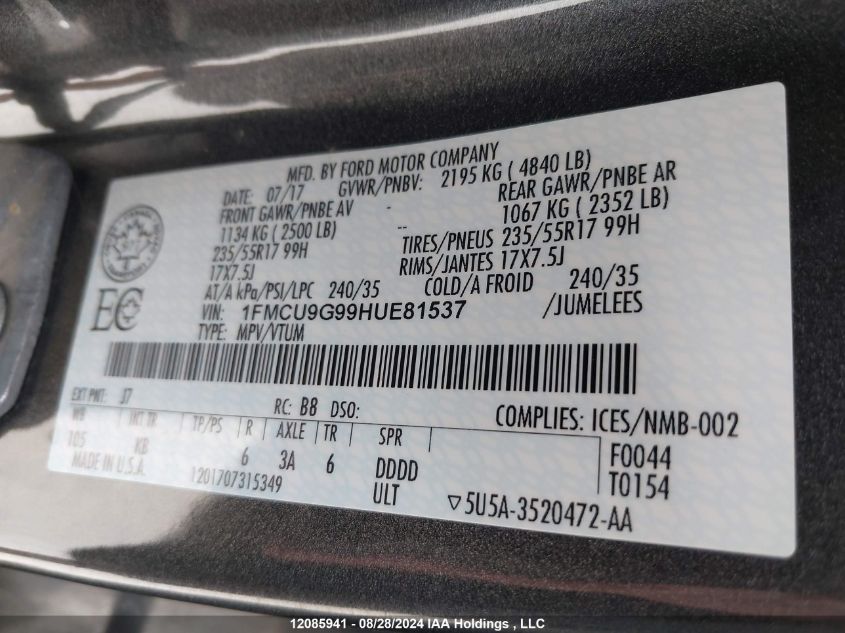 MFD. BY FORD MOTOR COMPANY
DATE: 07/17 GVWR/PNBV: 2195 KG ( 4840 LB)
FRONT GAWR/PNBE AV - REAR GAWR/PNBE AR
1134 KG ( 2500 LB) -- 1067 KG ( 2352 LB)
235/55R17 99H TIRES/PNEUS 235/55R17 99H
17X7.5J RIMS/JANTES 17X7.5J
AT/A kPa/PSI/LPC 240/35 COLD/A FROID 240/35
VIN: 1FMCU9G99HUE81537 /JUMELEES
TYPE: MPV/VTUM
EC
EXT PNT: J7 RC: B8 DSO: COMPLIES: ICES/NMB-002
WB INT TR TP/PS R AXLE TR SPR F0044
105 KB 6 3A 6 DDDD T0154
MADE IN U.S.A. 1201707315349 ULT ▽5U5A-3520472-AA
12085941 - 08/28/2024 IAA Holdings , LLC